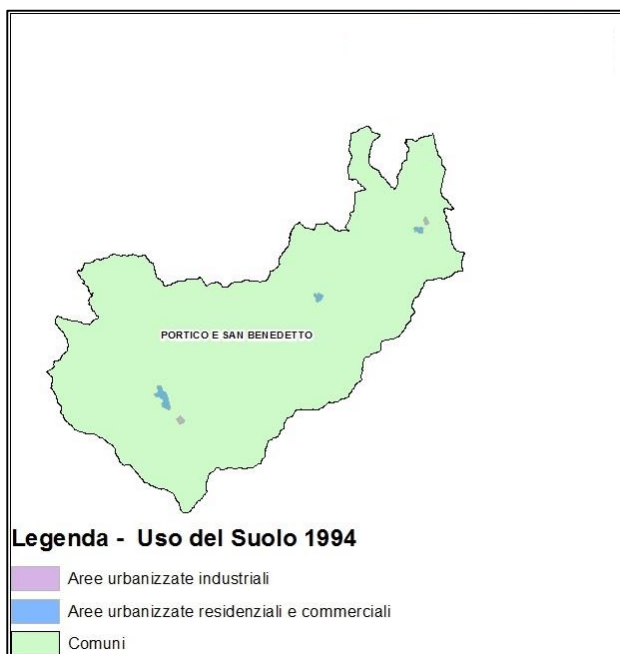 PORTICO E SAN BENEDETTO
Legenda - Uso del Suolo 1994
Aree urbanizzate industriali
Aree urbanizzate residenziali e commerciali
Comuni